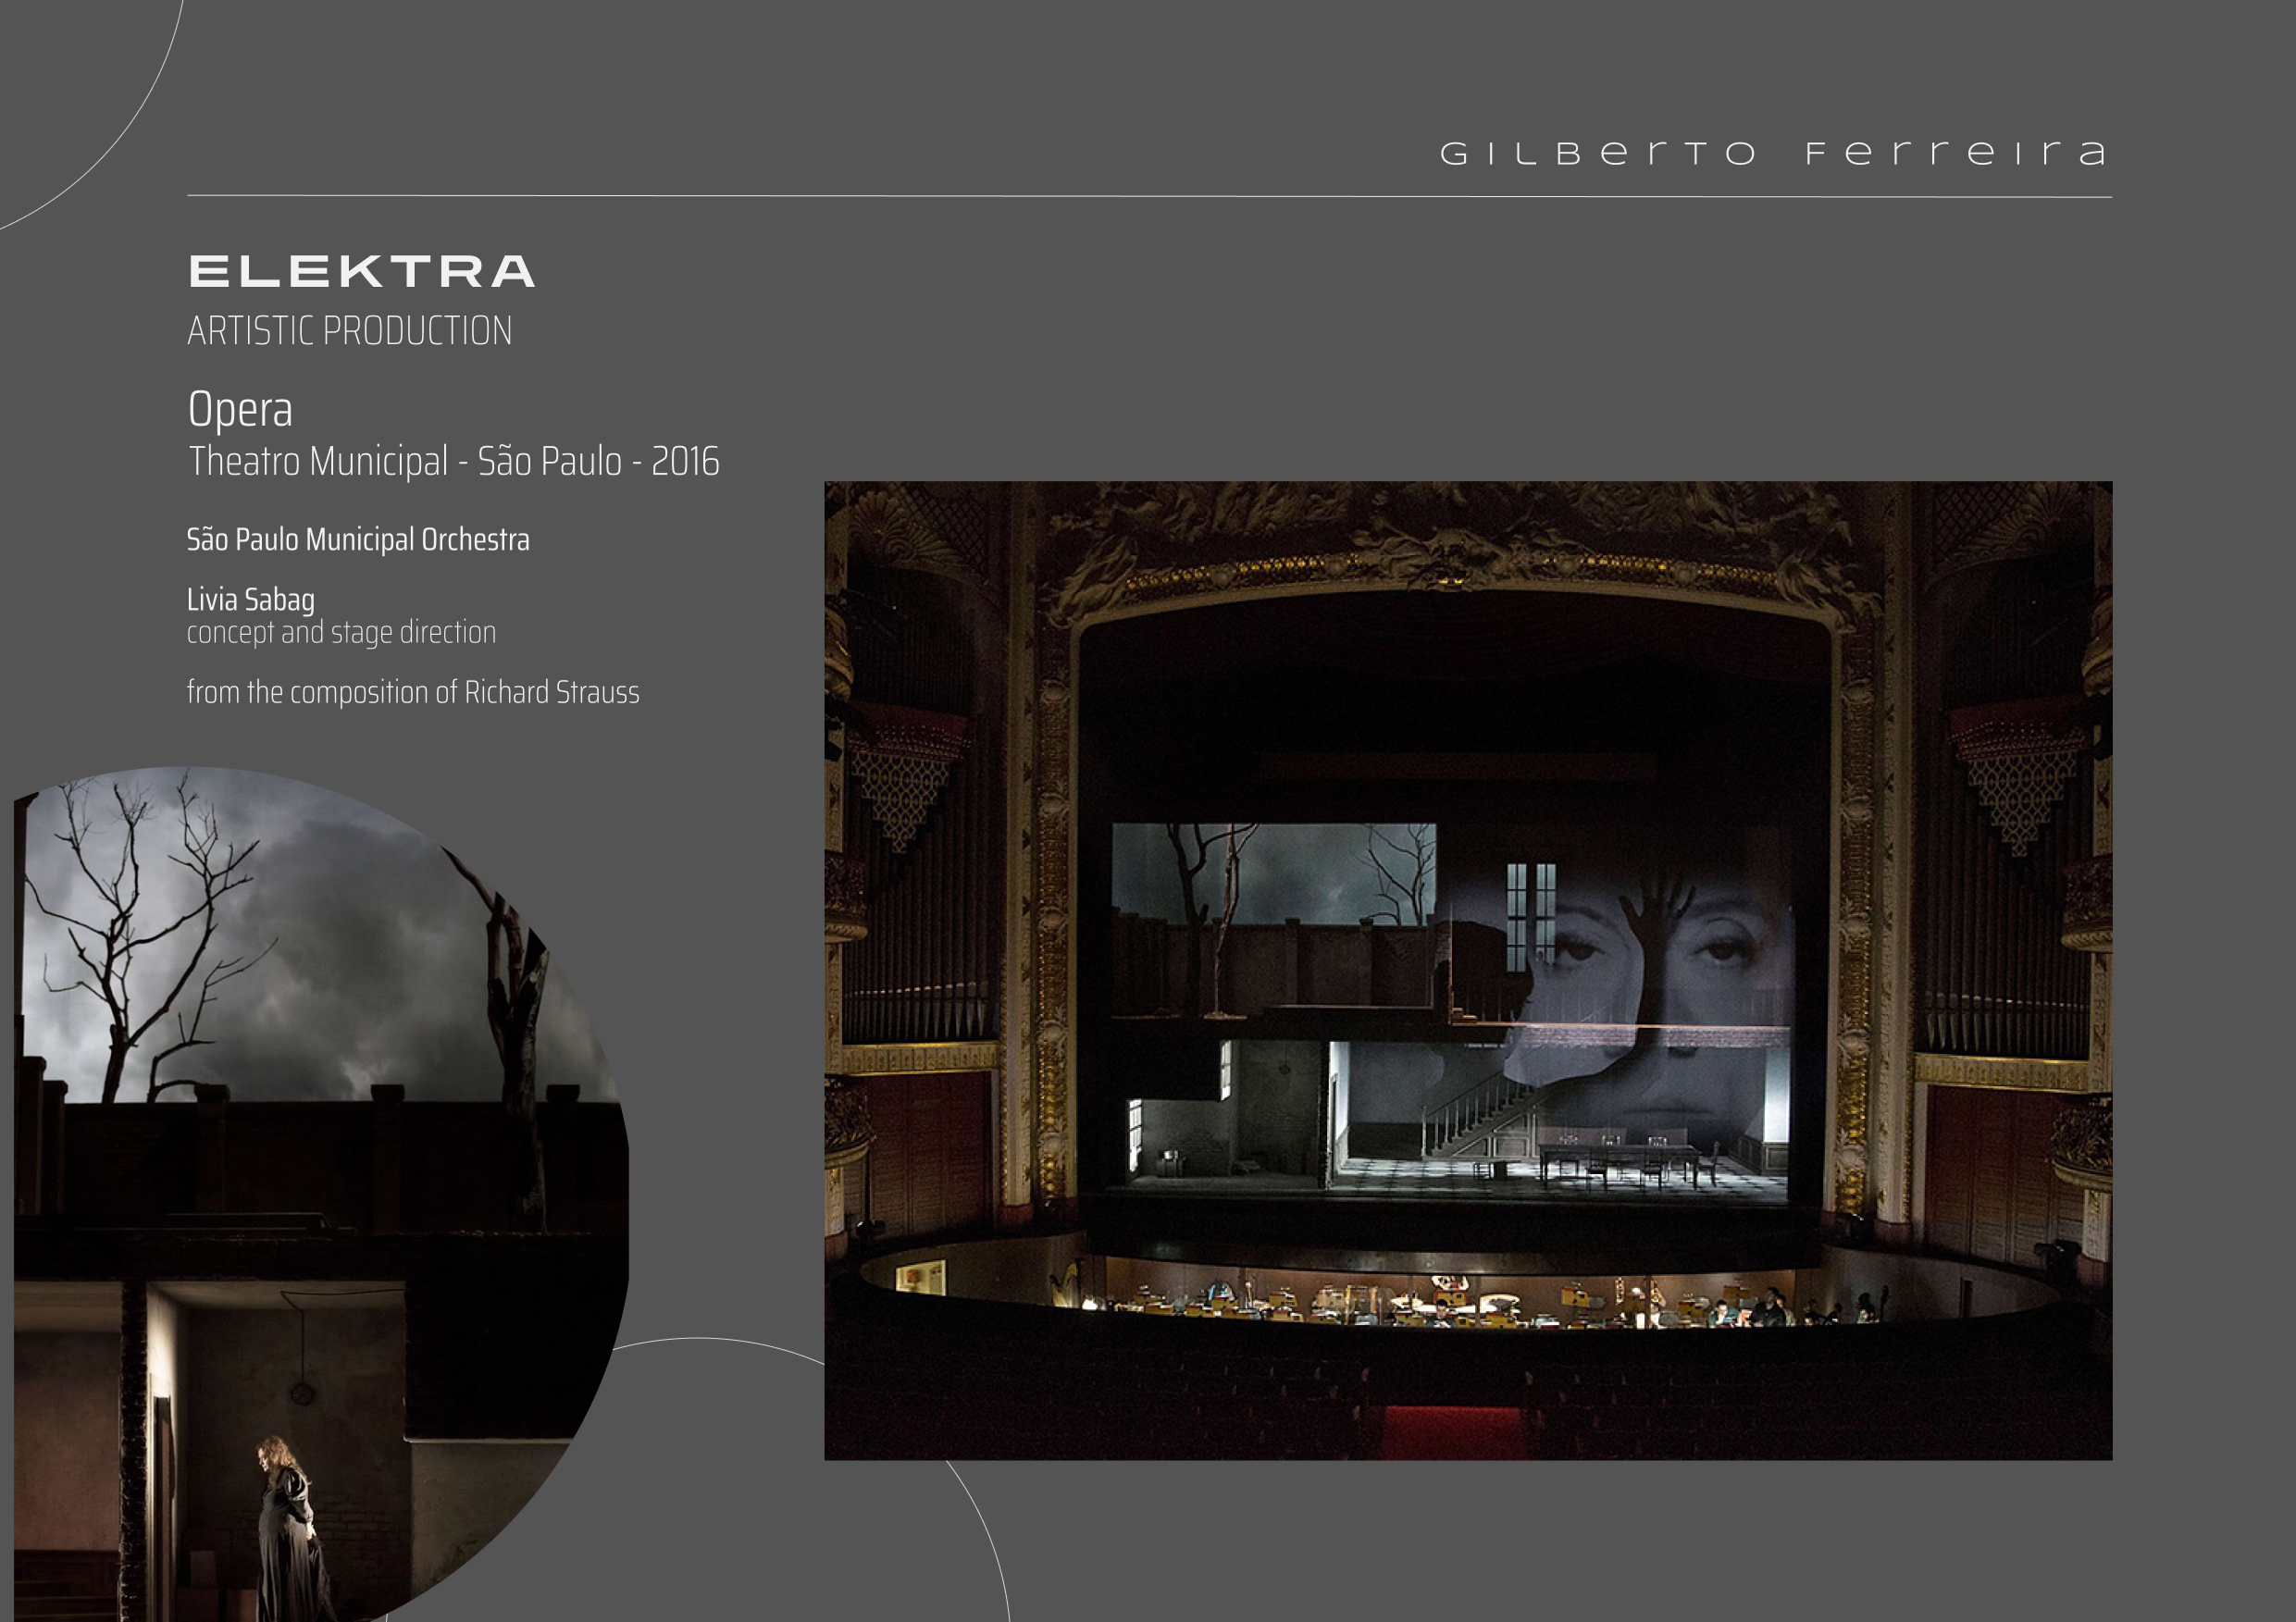 GILBerTO Ferreira
ELEKTRA
ARTISTIC PRODUCTION
Opera
Theatro Municipal - São Paulo - 2016
São Paulo Municipal Orchestra
Livia Sabag
concept and stage direction
from the composition of Richard Strauss